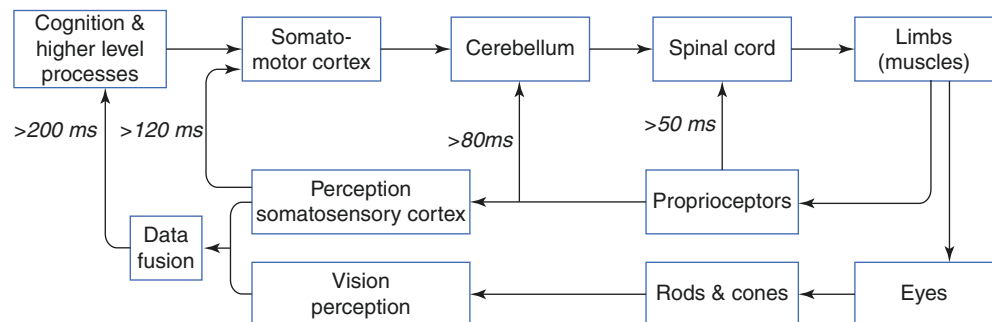 Cognition &
higher level
processes
Somato-
motor cortex
Cerebellum
Spinal cord
Limbs
(muscles)
>200 ms
>120 ms
>80ms
>50 ms
Perception
somatosensory cortex
Proprioceptors
Data
fusion
Vision
perception
Rods & cones
Eyes